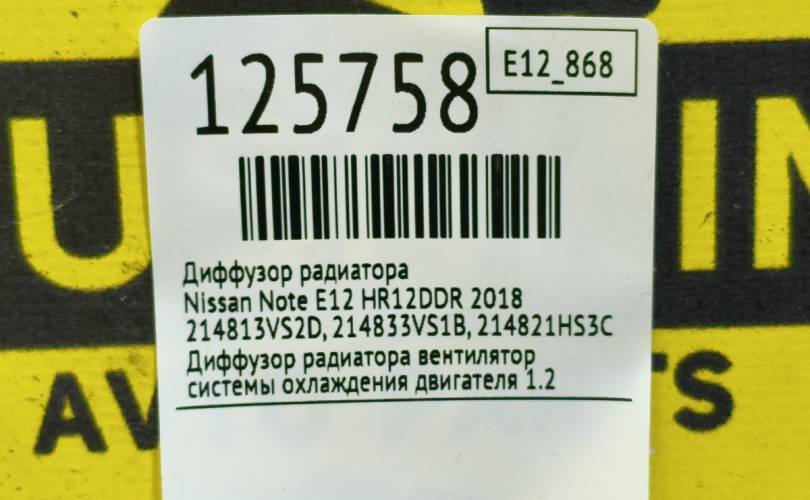 125758
E12_868
Диффузор радиатора
Nissan Note E12 HR12DDR 2018
214813VS2D, 214833VS1B, 214821HS3C
Диффузор радиатора вентилятор
системы охлаждения двигателя 1.2